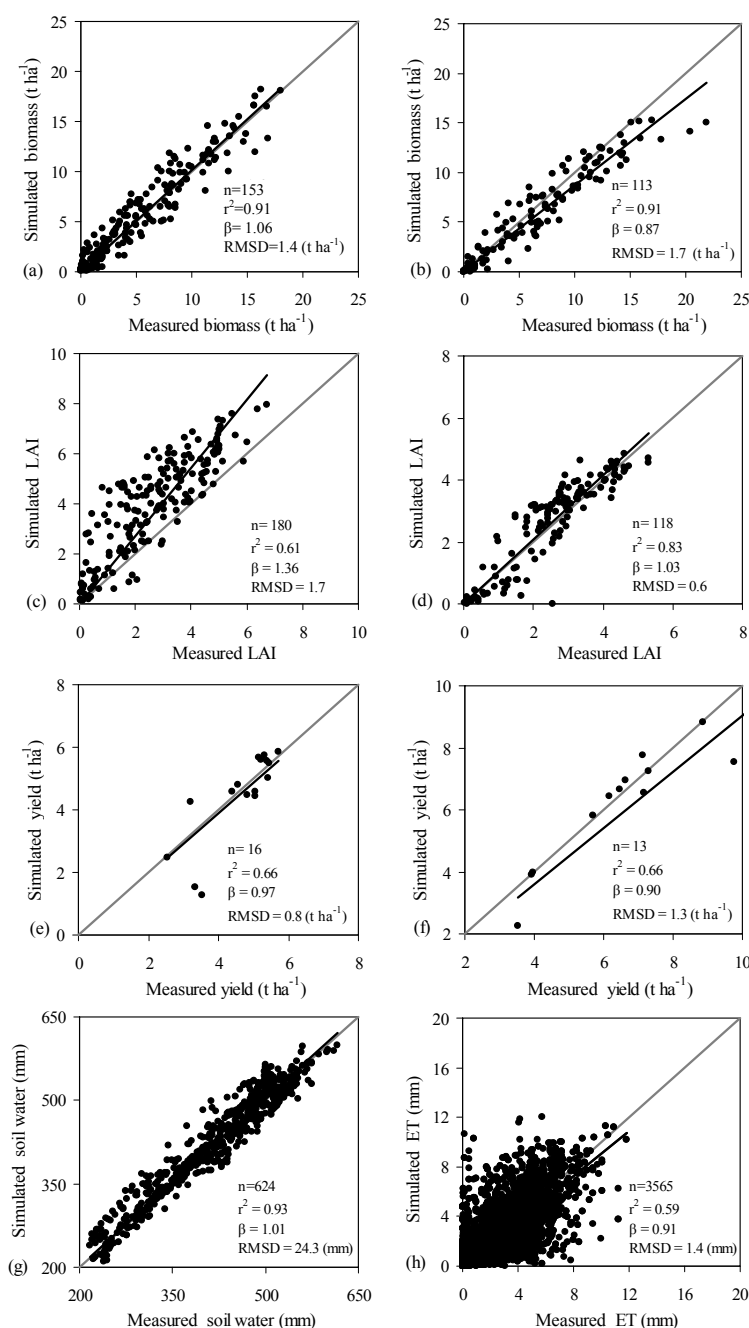 25
20
15
10
5
0
Simulated biomass (t ha-1)
n=153
r2=0.91
β= 1.06
RMSD=1.4 (t ha-1)
(a)
0 5 10 15 20 25
Measured biomass (t ha-1)
25
20
15
10
5
0
Simulated biomass (t ha-1)
n= 113
r2 = 0.91
β = 0.87
RMSD = 1.7 (t ha-1)
(b)
0 5 10 15 20 25
Measured biomass (t ha-1)
10
8
6
4
2
0
Simulated LAI
n= 180
r2 = 0.61
β = 1.36
RMSD = 1.7
(c)
0 2 4 6 8 10
Measured LAI
8
6
4
2
0
Simulated LAI
n= 118
r2 = 0.83
β = 1.03
RMSD = 0.6
(d)
0 2 4 6 8
Measured LAI
8
6
4
2
0
Simulated yield (t ha-1)
n= 16
r2 = 0.66
β = 0.97
RMSD = 0.8 (t ha-1)
(e)
0 2 4 6 8
Measured yield (t ha-1)
10
8
6
4
2
Simulated yield (t ha-1)
n= 13
r2 = 0.66
β = 0.90
RMSD = 1.3 (t ha-1)
(f)
2 4 6 8 10
Measured yield (t ha-1)
650
500
350
200
Simulated soil water (mm)
n=624
r2 = 0.93
β = 1.01
RMSD = 24.3 (mm)
(g)
200 350 500 650
Measured soil water (mm)
20
16
12
8
4
0
Simulated ET (mm)
n=3565
r2 = 0.59
β = 0.91
RMSD = 1.4 (mm)
(h)
0 4 8 12 16 20
Measured ET (mm)